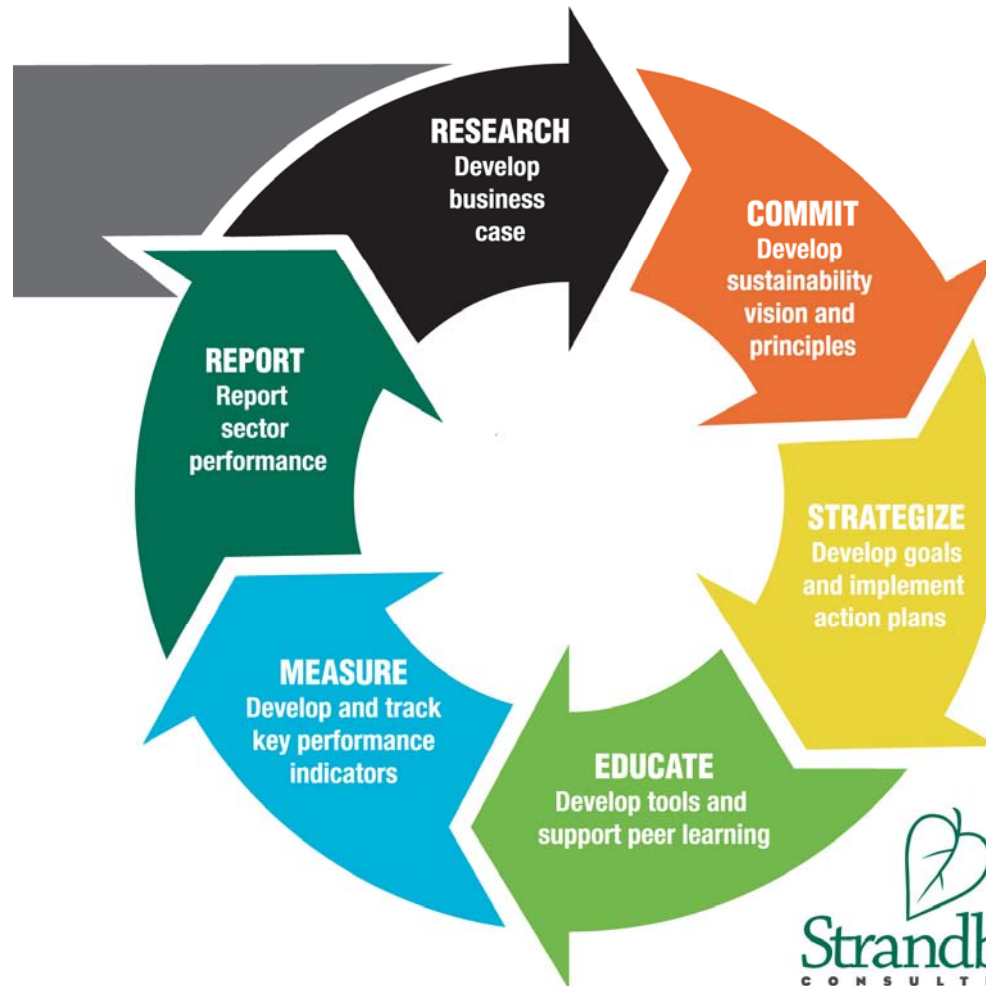 RESEARCH
Develop
business
case
COMMIT
Develop
sustainability
vision and
principles
STRATEGIZE
Develop goals
and implement
action plans
EDUCATE
Develop tools and
support peer learning
MEASURE
Develop and track
key performance
indicators
REPORT
Report
sector
performance